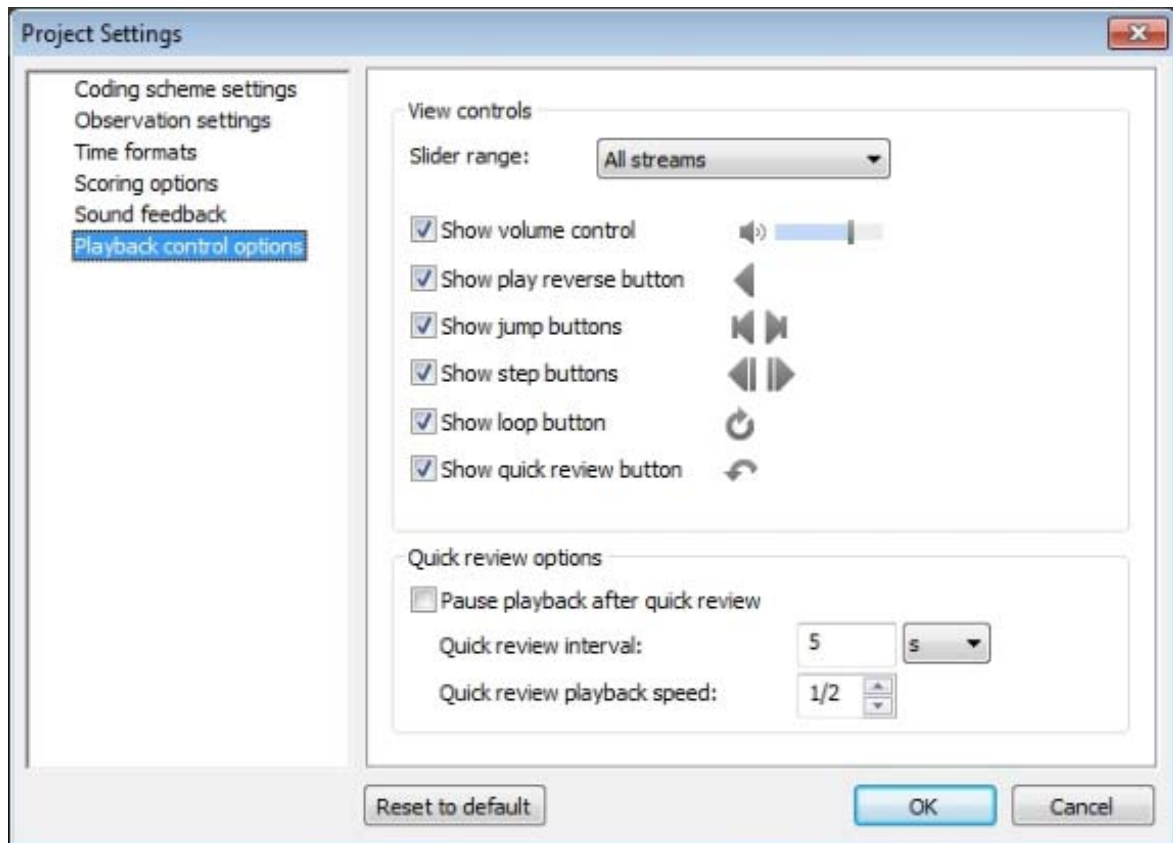 Project Settings
Coding scheme settings
Observation settings
Time formats
Scoring options
Sound feedback
Playback control options
View controls
Slider range: All streams
Show volume control
Show play reverse button
Show jump buttons
Show step buttons
Show loop button
Show quick review button
Quick review options
Pause playback after quick review
Quick review interval: 5 s
Quick review playback speed: 1/2
Reset to default OK Cancel